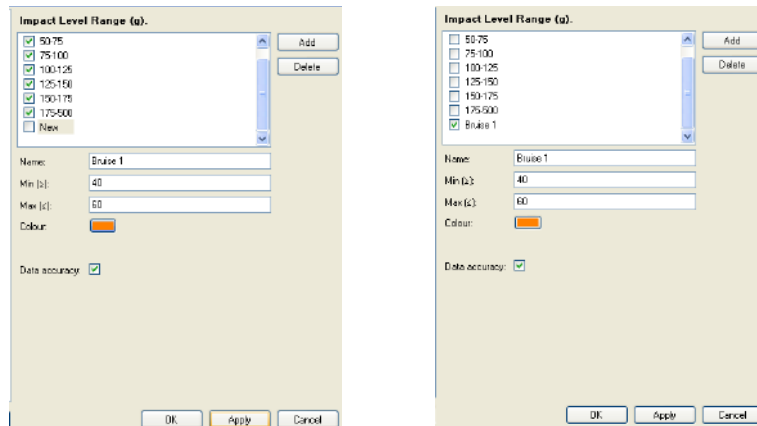 Impact Level Range (g).
50-75
75-100
100-125
125-150
150-175
175-500
New
Add
Delete
Name: Bruise 1
Min (≥): 40
Max (≤): 60
Colour:
Data accuracy:
OK Apply Cancel
Impact Level Range (g).
50-75
75-100
100-125
125-150
150-175
175-500
Bruise 1
Add
Delete
Name: Bruise 1
Min (≥): 40
Max (≤): 60
Colour:
Data accuracy:
OK Apply Cancel